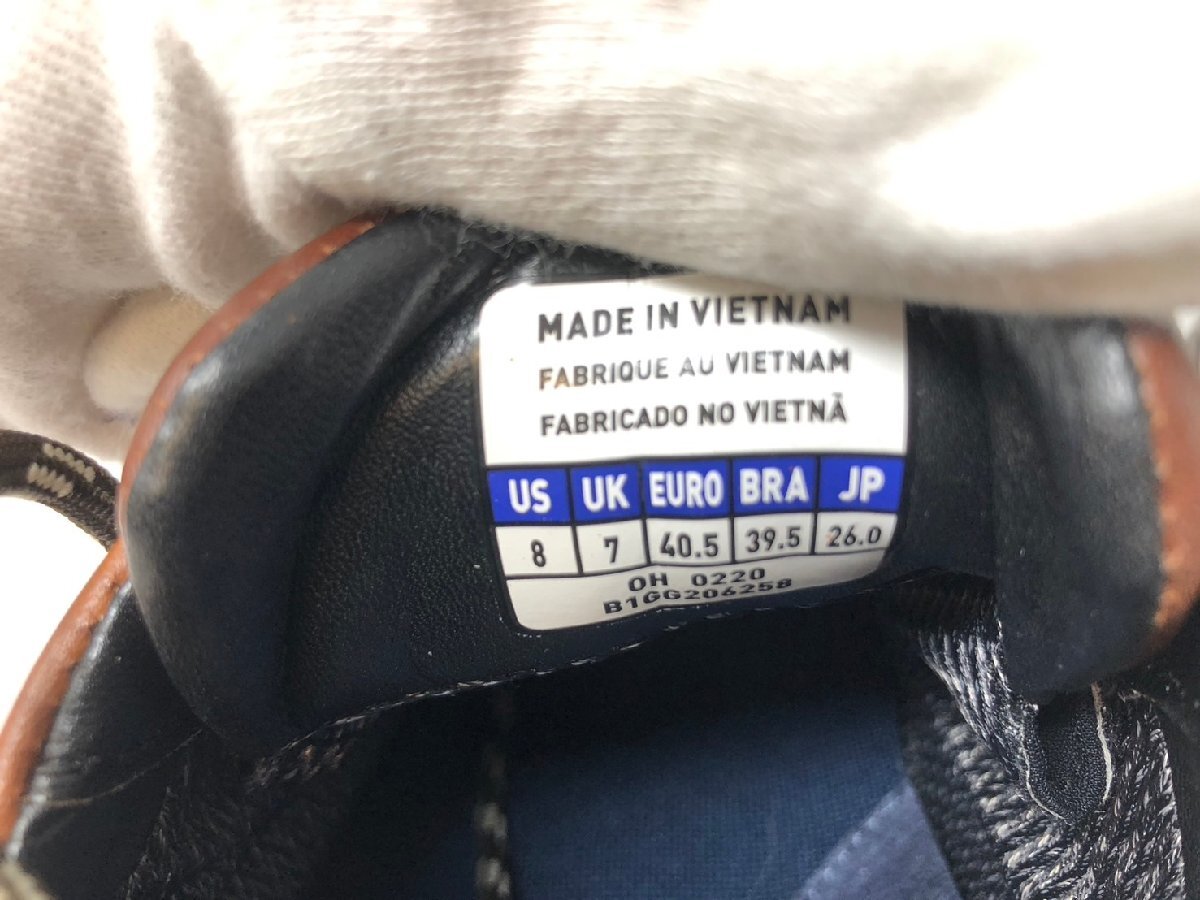 MADE IN VIETNAM
FABRIQUE AU VIETNAM
FABRICADO NO VIETNÃ
US UK EURO BRA JP
8 7 40.5 39.5 26.0
OH 0220
B1GG206258